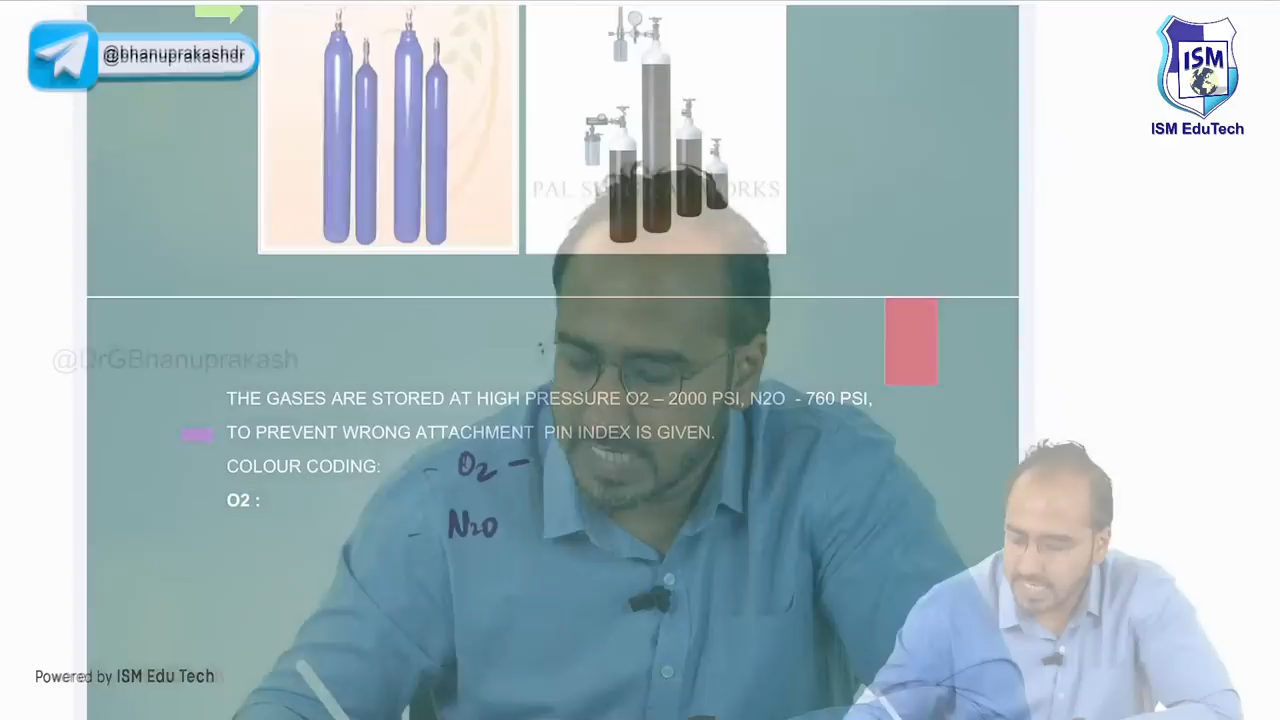 @bhanuprakashdr
ISM
ISM EduTech
PAL S
ORKS
@DrGBhanuprakash
THE GASES ARE STORED AT HIGH PRESSURE O2 – 2000 PSI, N2O - 760 PSI,
TO PREVENT WRONG ATTACHMENT PIN INDEX IS GIVEN.
COLOUR CODING:
- O2 -
O2 :
- N2O
Powered by ISM Edu Tech